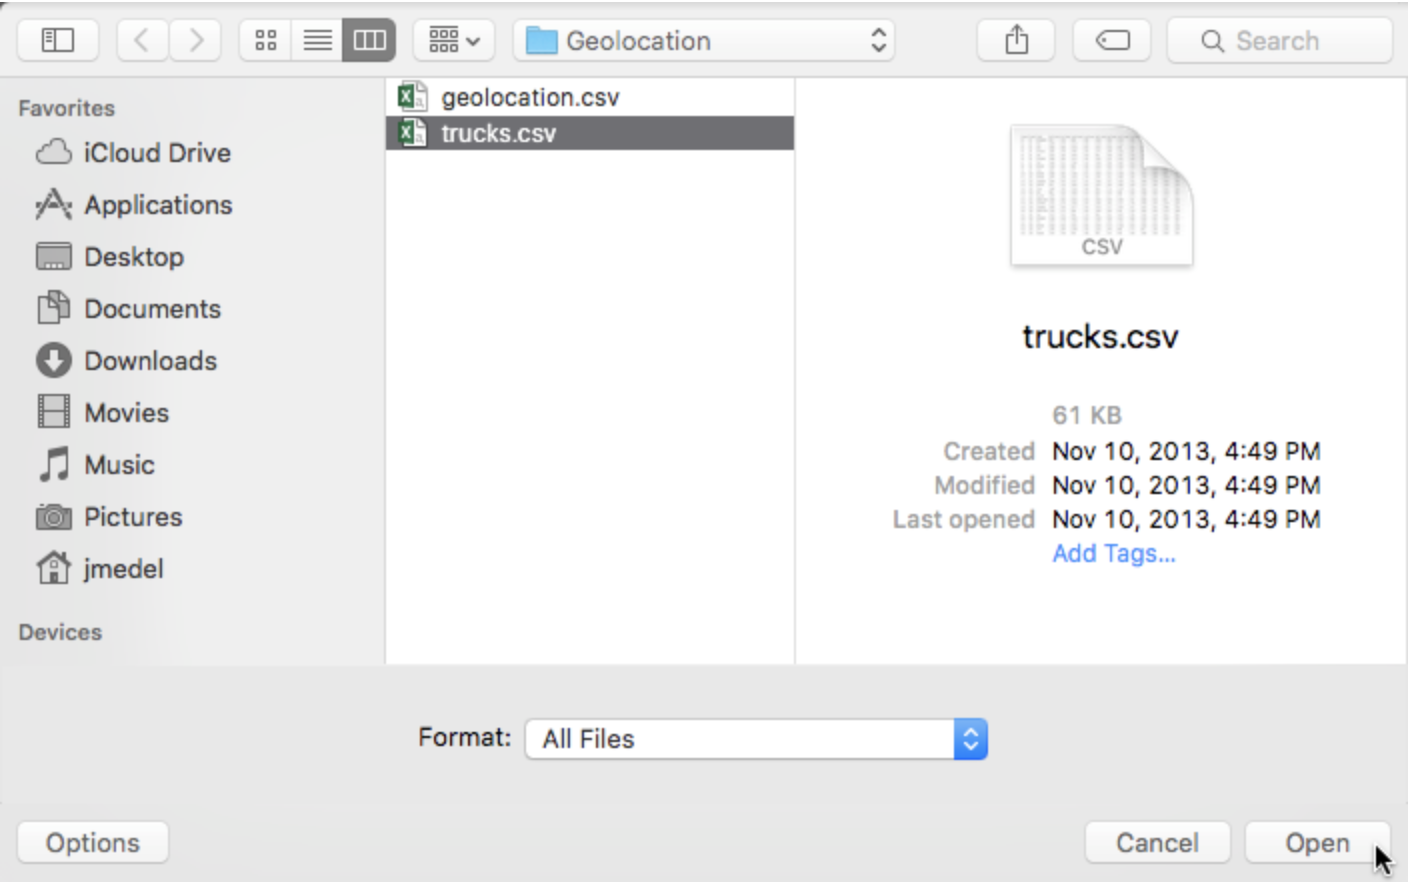 Geolocation
Search
Favorites
iCloud Drive
Applications
Desktop
Documents
Downloads
Movies
Music
Pictures
jmedel
Devices
geolocation.csv
trucks.csv
CSV
trucks.csv
61 KB
Created Nov 10, 2013, 4:49 PM
Modified Nov 10, 2013, 4:49 PM
Last opened Nov 10, 2013, 4:49 PM
Add Tags...
Format: All Files
Options Cancel Open